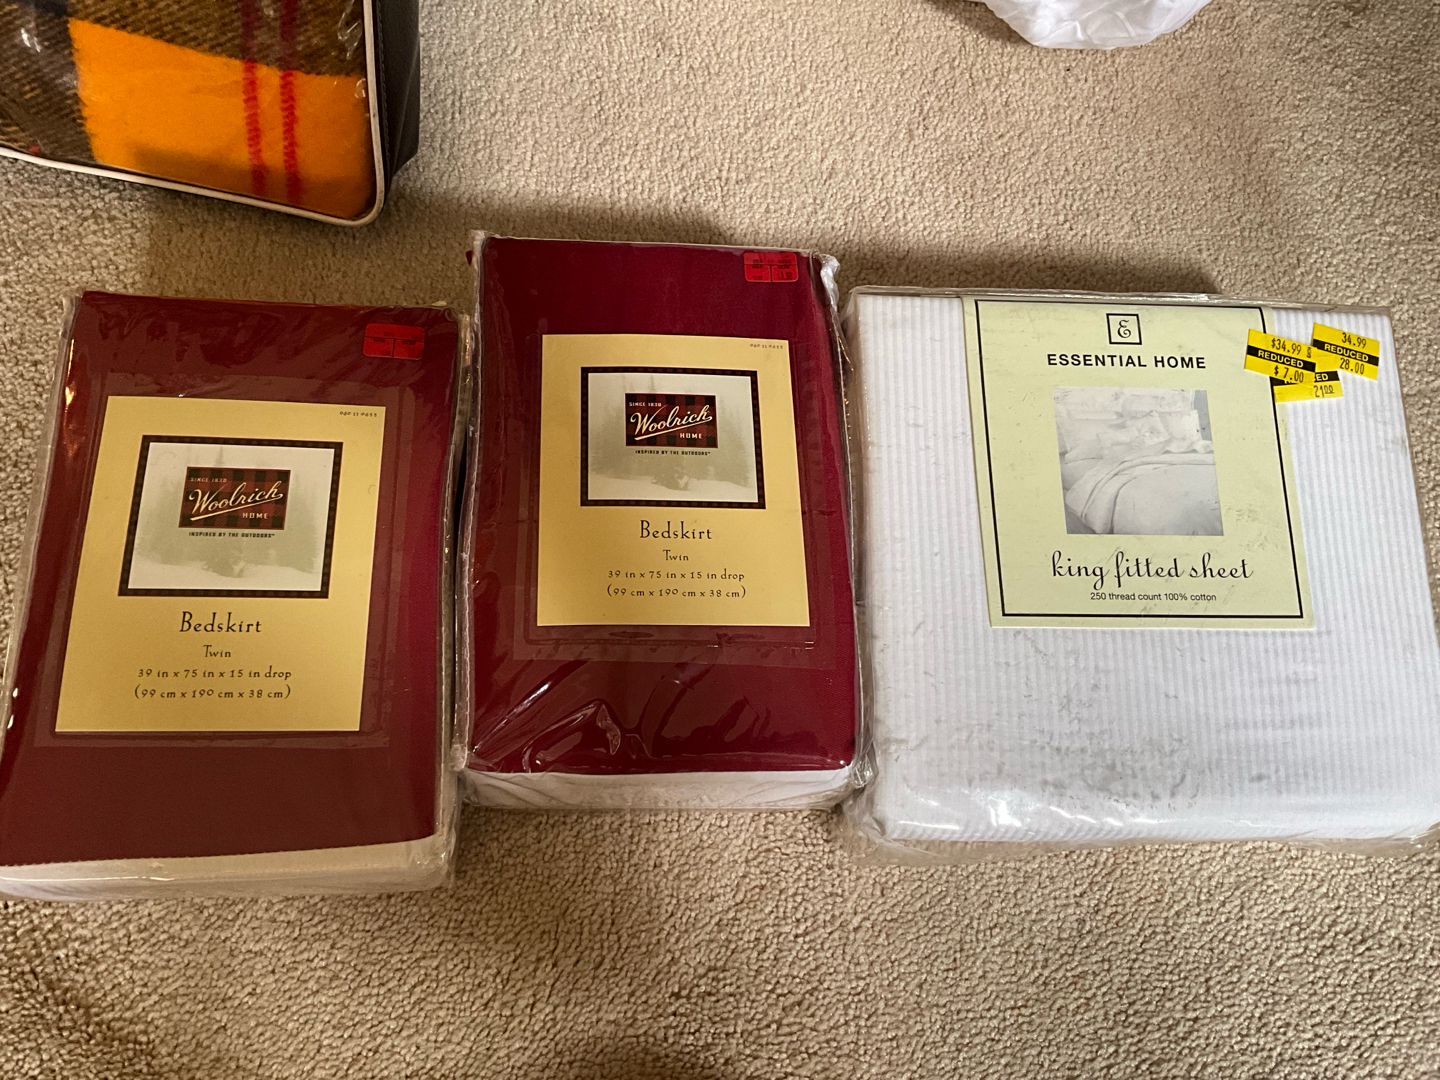 SINCE 1830
Woolrich
HOME
INSPIRED BY THE OUTDOORS
Bedskirt
Twin
39 in x 75 in x 15 in drop
(99 cm x 190 cm x 38 cm)
SINCE 1830
Woolrich
HOME
INSPIRED BY THE OUTDOORS
Bedskirt
Twin
39 in x 75 in x 15 in drop
(99 cm x 190 cm x 38 cm)
E
ESSENTIAL HOME
king fitted sheet
250 thread count 100% cotton
$34.99
REDUCED
$7.00
34.99
REDUCED
28.00
21.00